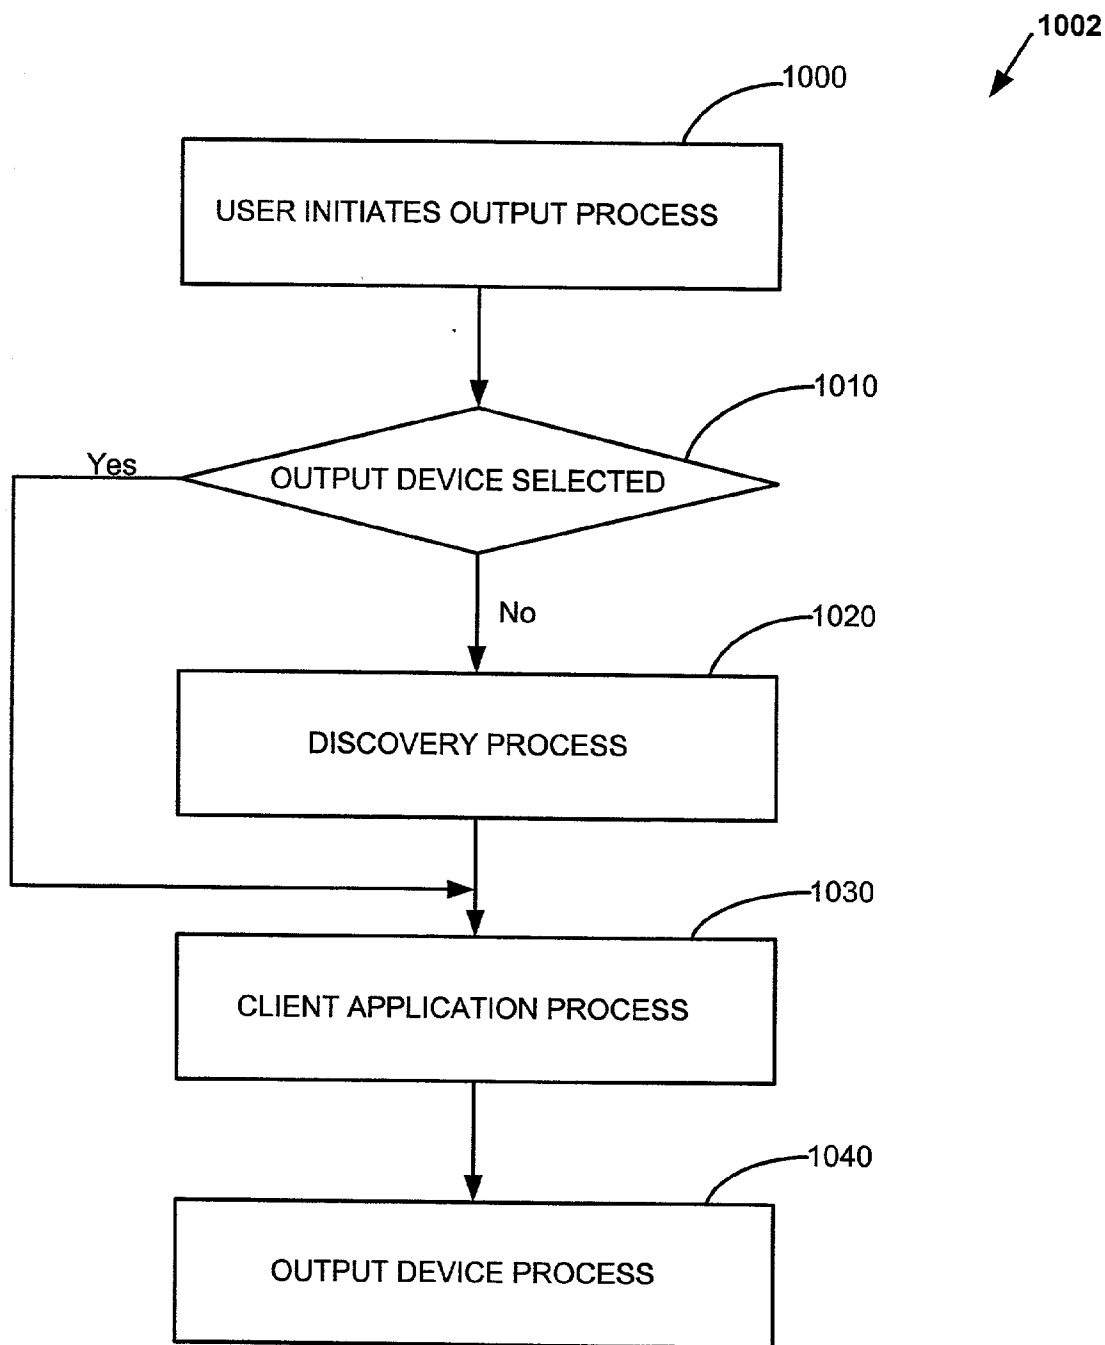 1002
1000
USER INITIATES OUTPUT PROCESS
1010
Yes
OUTPUT DEVICE SELECTED
No
1020
DISCOVERY PROCESS
1030
CLIENT APPLICATION PROCESS
1040
OUTPUT DEVICE PROCESS